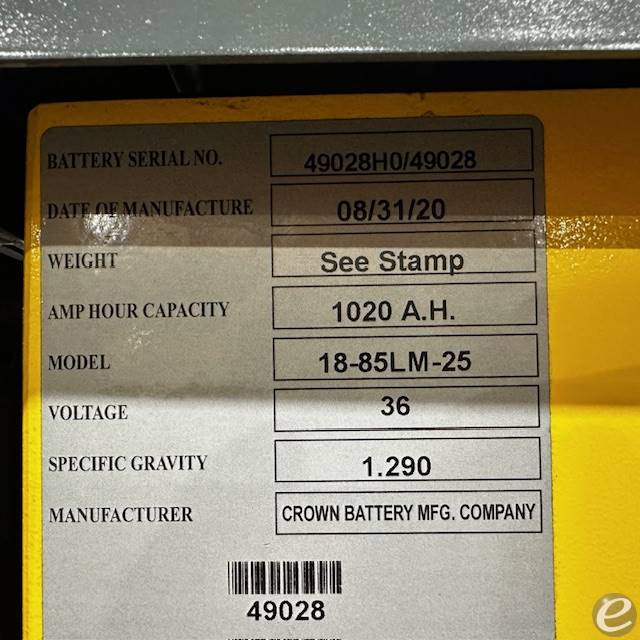 BATTERY SERIAL NO. 49028H0/49028
DATE OF MANUFACTURE 08/31/20
WEIGHT See Stamp
AMP HOUR CAPACITY 1020 A.H.
MODEL 18-85LM-25
VOLTAGE 36
SPECIFIC GRAVITY 1.290
MANUFACTURER CROWN BATTERY MFG. COMPANY
49028
e